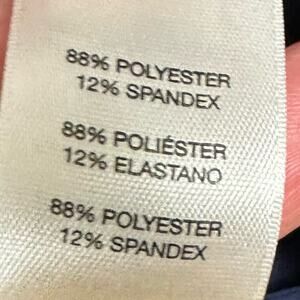 88% POLYESTER
12% SPANDEX
88% POLIÉSTER
12% ELASTANO
88% POLYESTER
12% SPANDEX